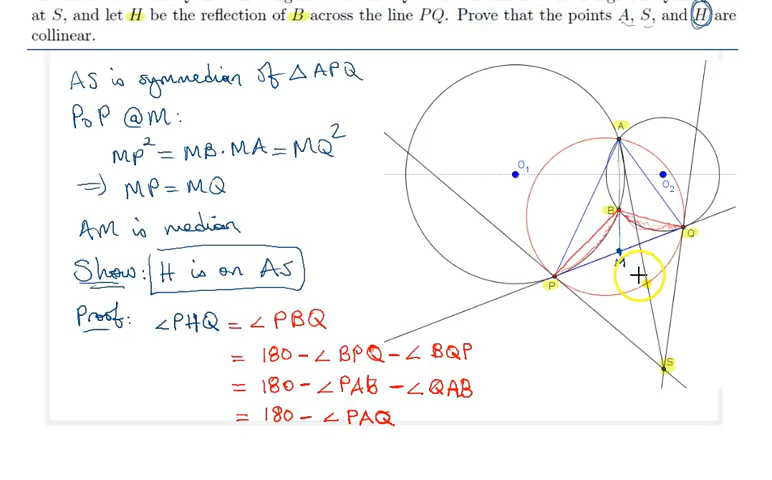 at S, and let H be the reflection of B across the line PQ. Prove that the points A, S, and H are
collinear.
AS is symmedian of △APQ
PoP @M:
MP² = MB·MA = MQ²
⇒ MP = MQ
AM is median
Show: H is on AS
Proof: ∠PHQ = ∠PBQ
= 180 - ∠BPQ - ∠BQP
= 180 - ∠PAB - ∠QAB
= 180 - ∠PAQ
A
O₁
O₂
B
Q
M
P
S